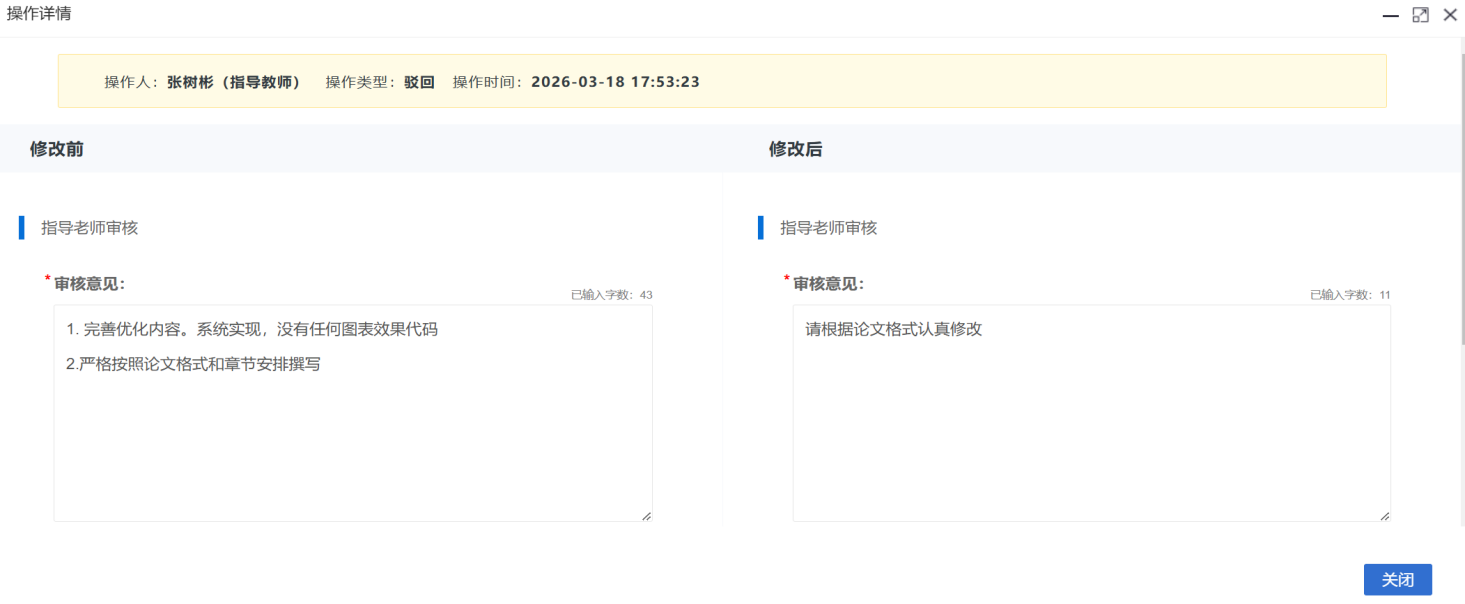 操作详情
操作人：张树彬（指导教师） 操作类型：驳回 操作时间：2026-03-18 17:53:23
修改前
修改后
指导老师审核
指导老师审核
*审核意见：
已输入字数：43
*审核意见：
已输入字数：11
1. 完善优化内容。系统实现，没有任何图表效果代码
2.严格按照论文格式和章节安排撰写
请根据论文格式认真修改
关闭